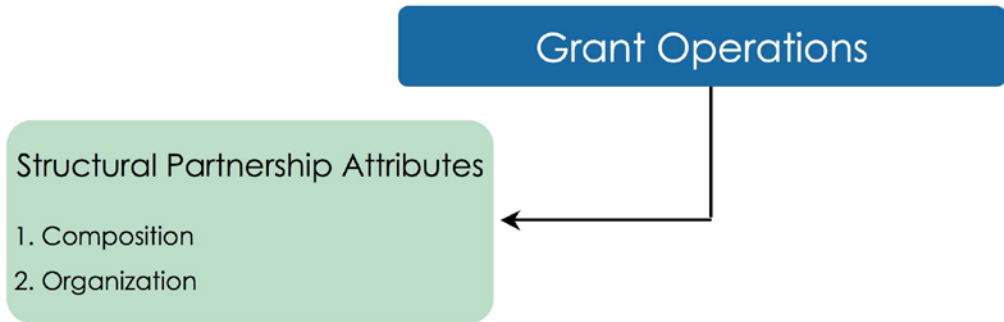 Grant Operations
Structural Partnership Attributes
1. Composition
2. Organization